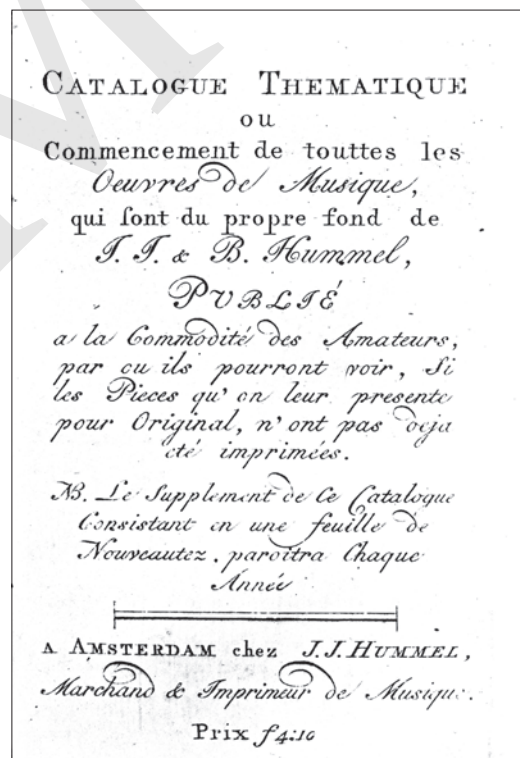 CATALOGUE THEMATIQUE
ou
Commencement de touttes les
Oeuvres de Musique,
qui sont du propre fond de
J. J. & B. Hummel,
PUBLIÉ
a la Commodité des Amateurs,
par ou ils pourront voir, Si
les Pieces qu'on leur presente
pour Original, n'ont pas deja
eté imprimées.
NB. Le Supplement de Ce Catalogue
Consistant en une feuille de
Nouveautez, paroitra Chaque
Année
A AMSTERDAM chez J. J. HUMMEL,
Marchand & Imprimeur de Musique.
Prix f 4:10